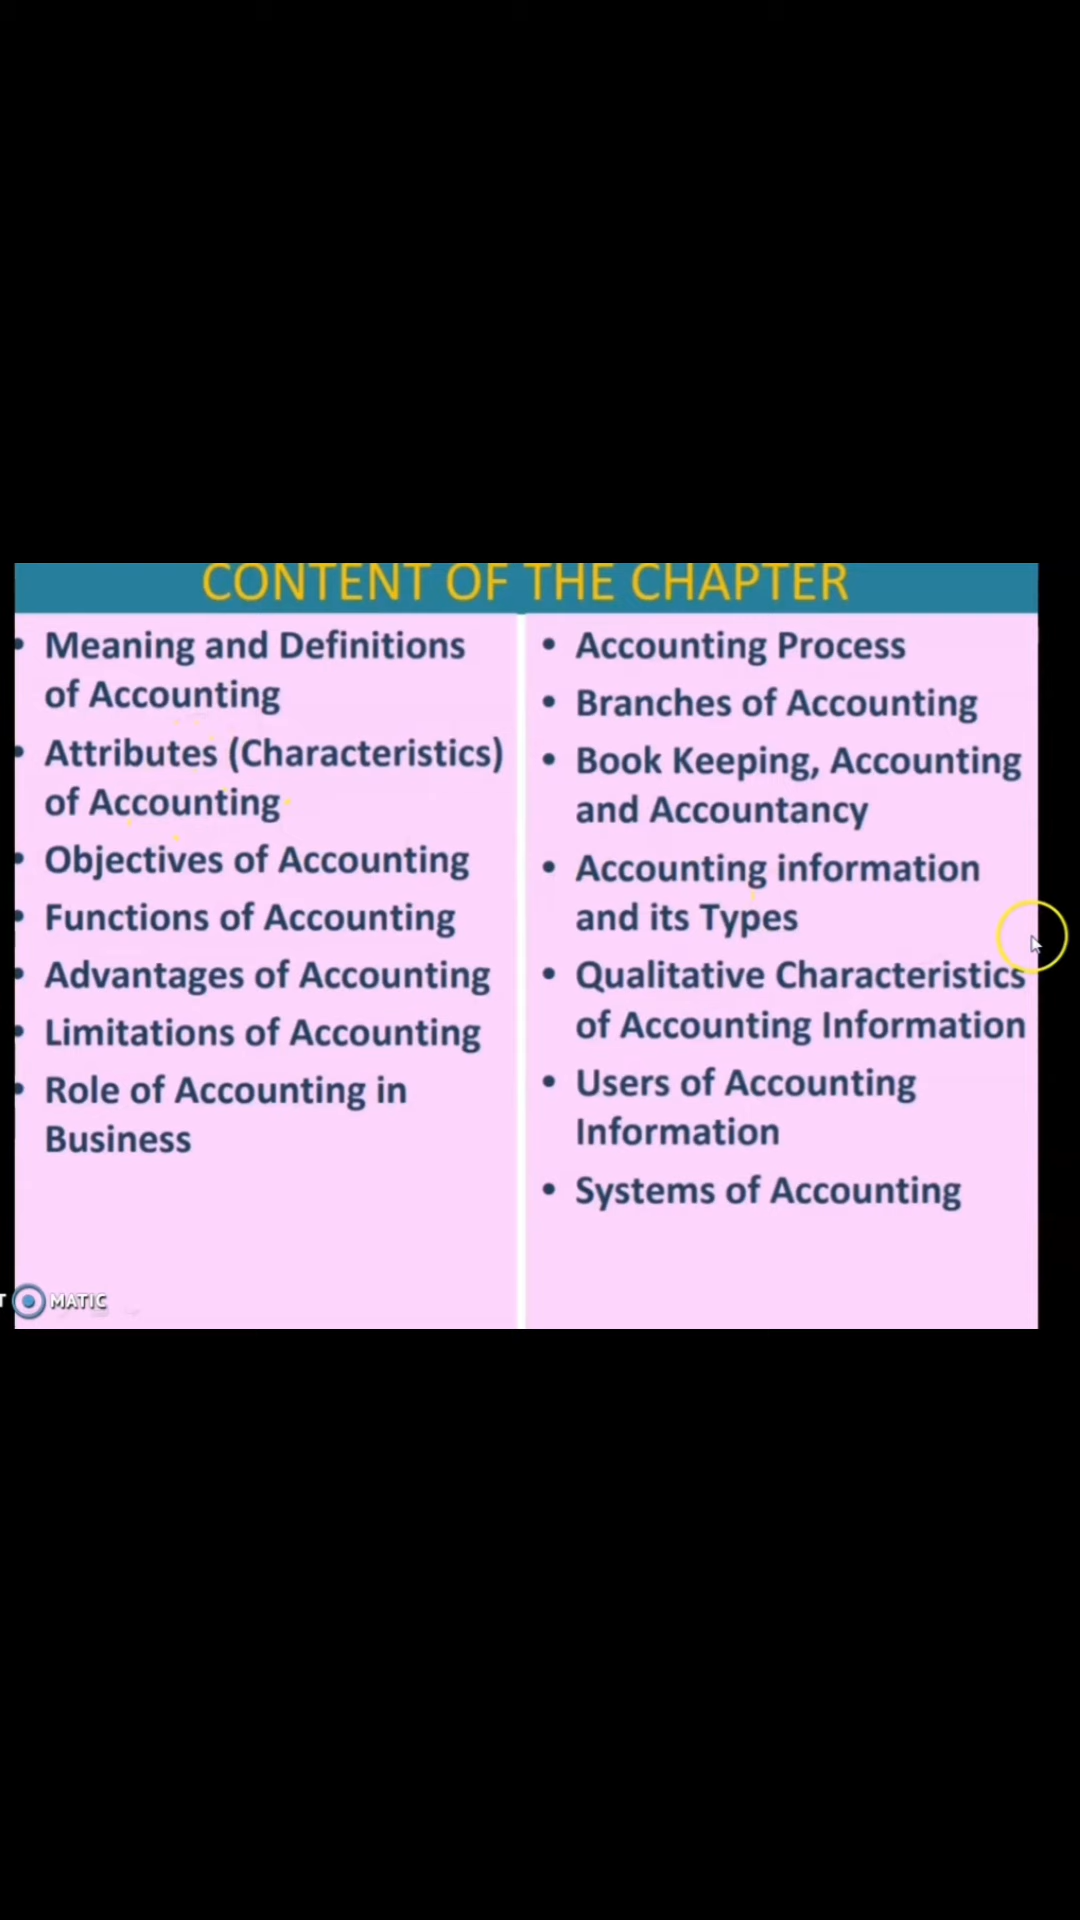 CONTENT OF THE CHAPTER
• Meaning and Definitions
of Accounting
• Attributes (Characteristics)
of Accounting
• Objectives of Accounting
• Functions of Accounting
• Advantages of Accounting
• Limitations of Accounting
• Role of Accounting in
Business
• Accounting Process
• Branches of Accounting
• Book Keeping, Accounting
and Accountancy
• Accounting information
and its Types
• Qualitative Characteristics
of Accounting Information
• Users of Accounting
Information
• Systems of Accounting
MATIC